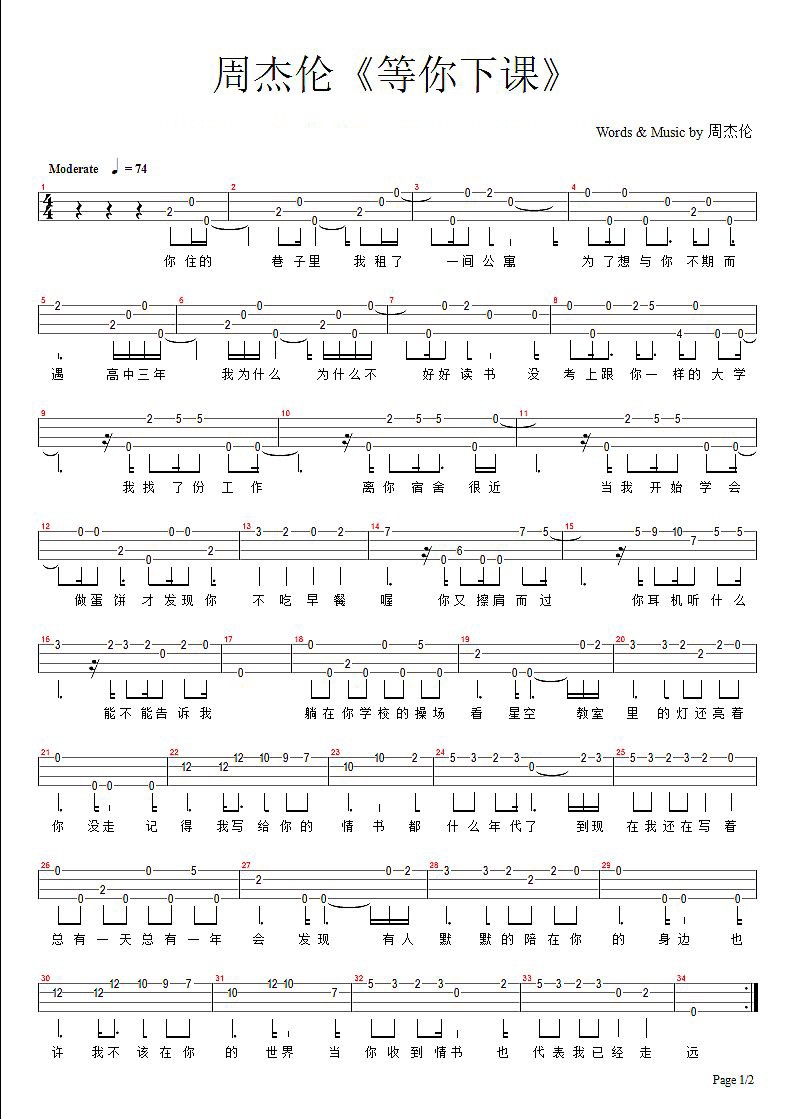 周杰伦《等你下课》
Words & Music by 周杰伦
Moderate ♩ = 74
你 住 的 巷 子 里 我 租 了 一 间 公 寓 为 了 想 与 你 不 期 而
遇 高 中 三 年 我 为 什 么 为 什 么 不 好 好 读 书 没 考 上 跟 你 一 样 的 大 学
我 找 了 份 工 作 离 你 宿 舍 很 近 当 我 开 始 学 会
做 蛋 饼 才 发 现 你 不 吃 早 餐 喔 你 又 擦 肩 而 过 你 耳 机 听 什 么
能 不 能 告 诉 我 躺 在 你 学 校 的 操 场 看 星 空 教 室 里 的 灯 还 亮 着
你 没 走 记 得 我 写 给 你 的 情 书 都 什 么 年 代 了 到 现 在 我 还 在 写 着
总 有 一 天 总 有 一 年 会 发 现 有 人 默 默 的 陪 在 你 的 身 边 也
许 我 不 该 在 你 的 世 界 当 你 收 到 情 书 也 代 表 我 已 经 走 远
Page 1/2